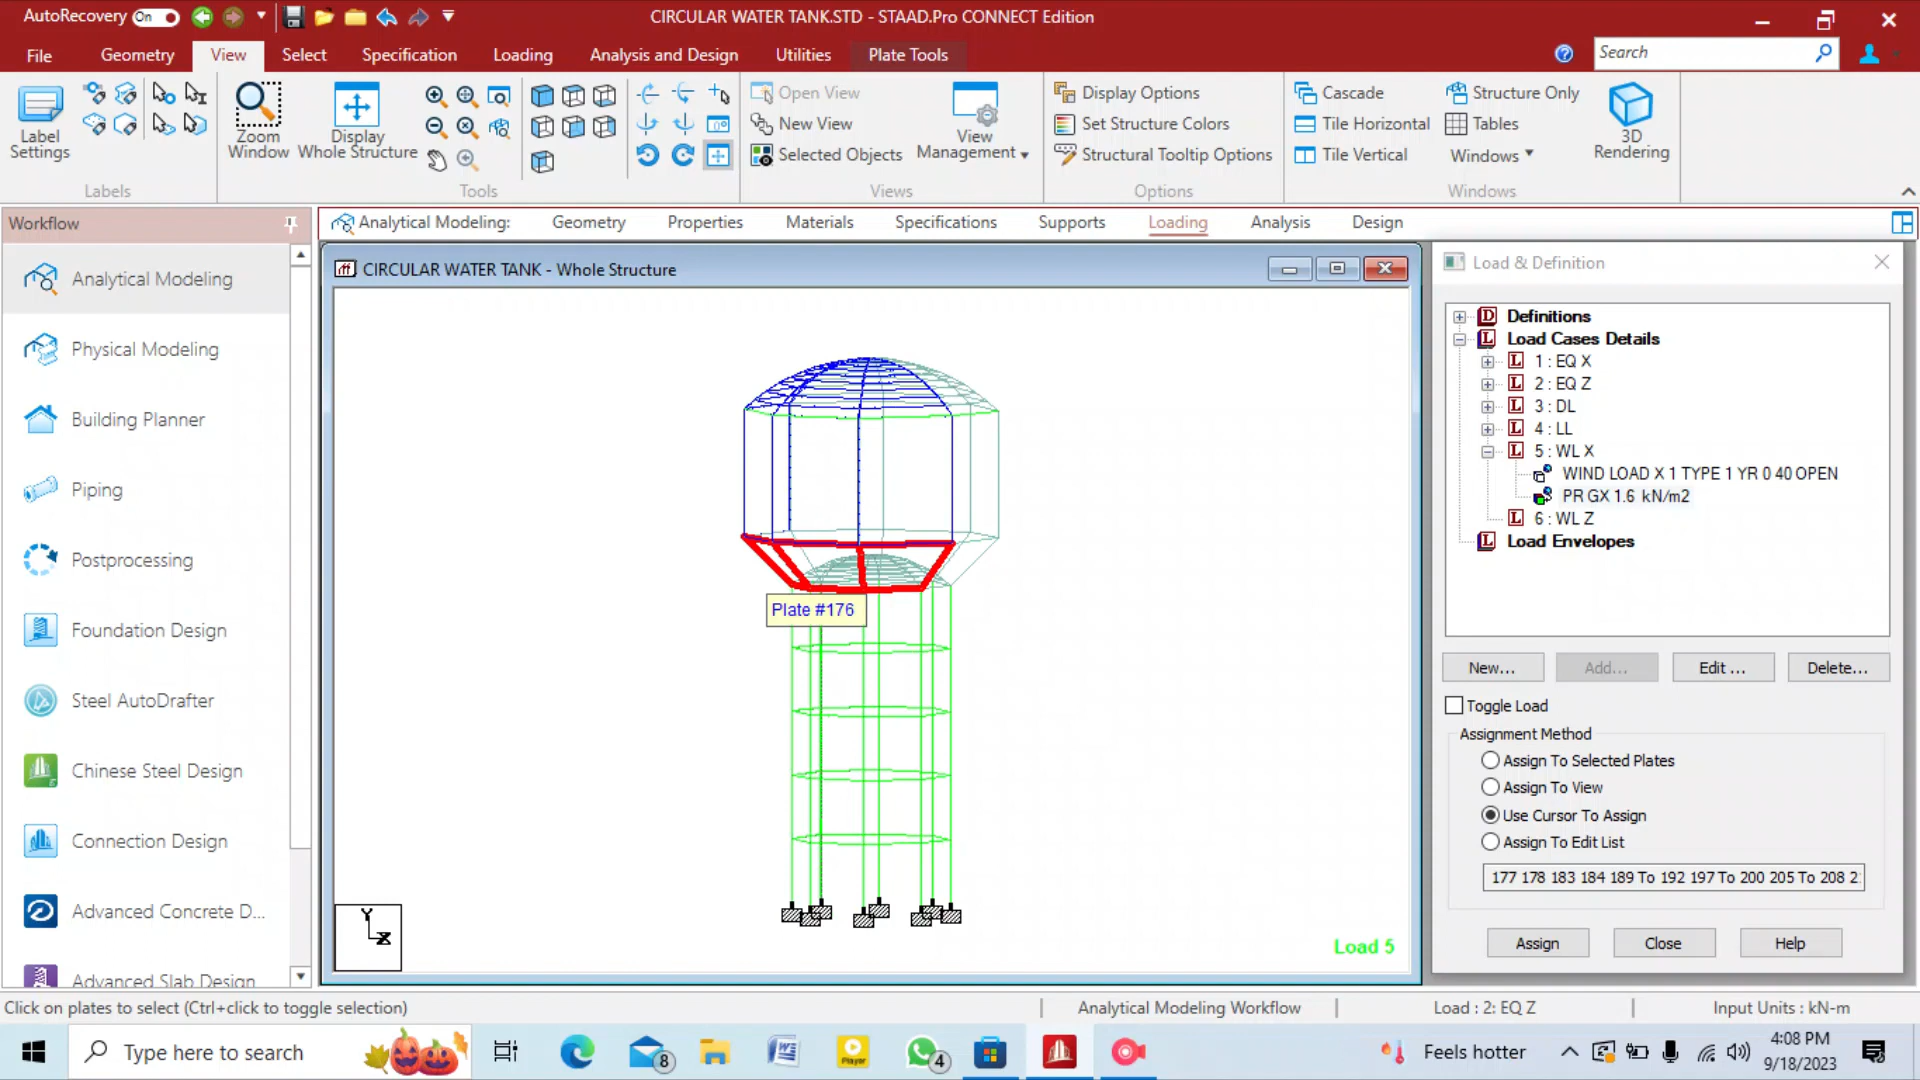 AutoRecovery On
CIRCULAR WATER TANK.STD - STAAD.Pro CONNECT Edition
File Geometry View Select Specification Loading Analysis and Design Utilities Plate Tools
Search
Label Settings
Zoom Window
Display Whole Structure
Open View
New View
Selected Objects
View Management
Display Options
Set Structure Colors
Structural Tooltip Options
Cascade
Tile Horizontal
Tile Vertical
Structure Only
Tables
Windows
3D Rendering
Labels Tools Views Options Windows
Workflow
Analytical Modeling: Geometry Properties Materials Specifications Supports Loading Analysis Design
Analytical Modeling
Physical Modeling
Building Planner
Piping
Postprocessing
Foundation Design
Steel AutoDrafter
Chinese Steel Design
Connection Design
Advanced Concrete D...
Advanced Slab Design
CIRCULAR WATER TANK - Whole Structure
Plate #176
Y
X
Z
Load 5
Load & Definition
D Definitions
L Load Cases Details
L 1 : EQ X
L 2 : EQ Z
L 3 : DL
L 4 : LL
L 5 : WL X
WIND LOAD X 1 TYPE 1 YR 0 40 OPEN
PR GX 1.6 kN/m2
L 6 : WL Z
L Load Envelopes
New... Add... Edit ... Delete...
Toggle Load
Assignment Method
Assign To Selected Plates
Assign To View
Use Cursor To Assign
Assign To Edit List
177 178 183 184 189 To 192 197 To 200 205 To 208 2
Assign Close Help
Click on plates to select (Ctrl+click to toggle selection)
Analytical Modeling Workflow
Load : 2: EQ Z
Input Units : kN-m
Type here to search
8
Player
4
Feels hotter
4:08 PM
9/18/2023